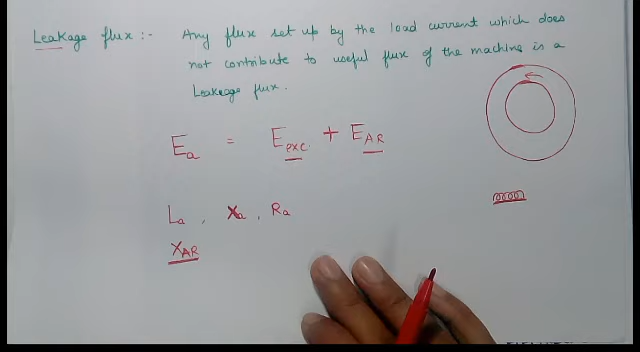 Leakage flux :- Any flux set up by the load current which does
not contribute to useful flux of the machine is a
Leakage flux.
Ea = Eexc. + EAR
La , Xa , Ra
XAR